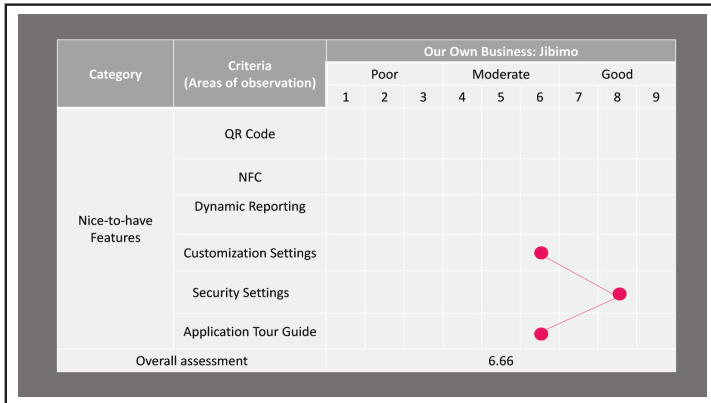 Category
Criteria
(Areas of observation)
Our Own Business: Jibimo
Poor
Moderate
Good
1 2 3 4 5 6 7 8 9
Nice-to-have
Features
QR Code
NFC
Dynamic Reporting
Customization Settings
Security Settings
Application Tour Guide
Overall assessment
6.66